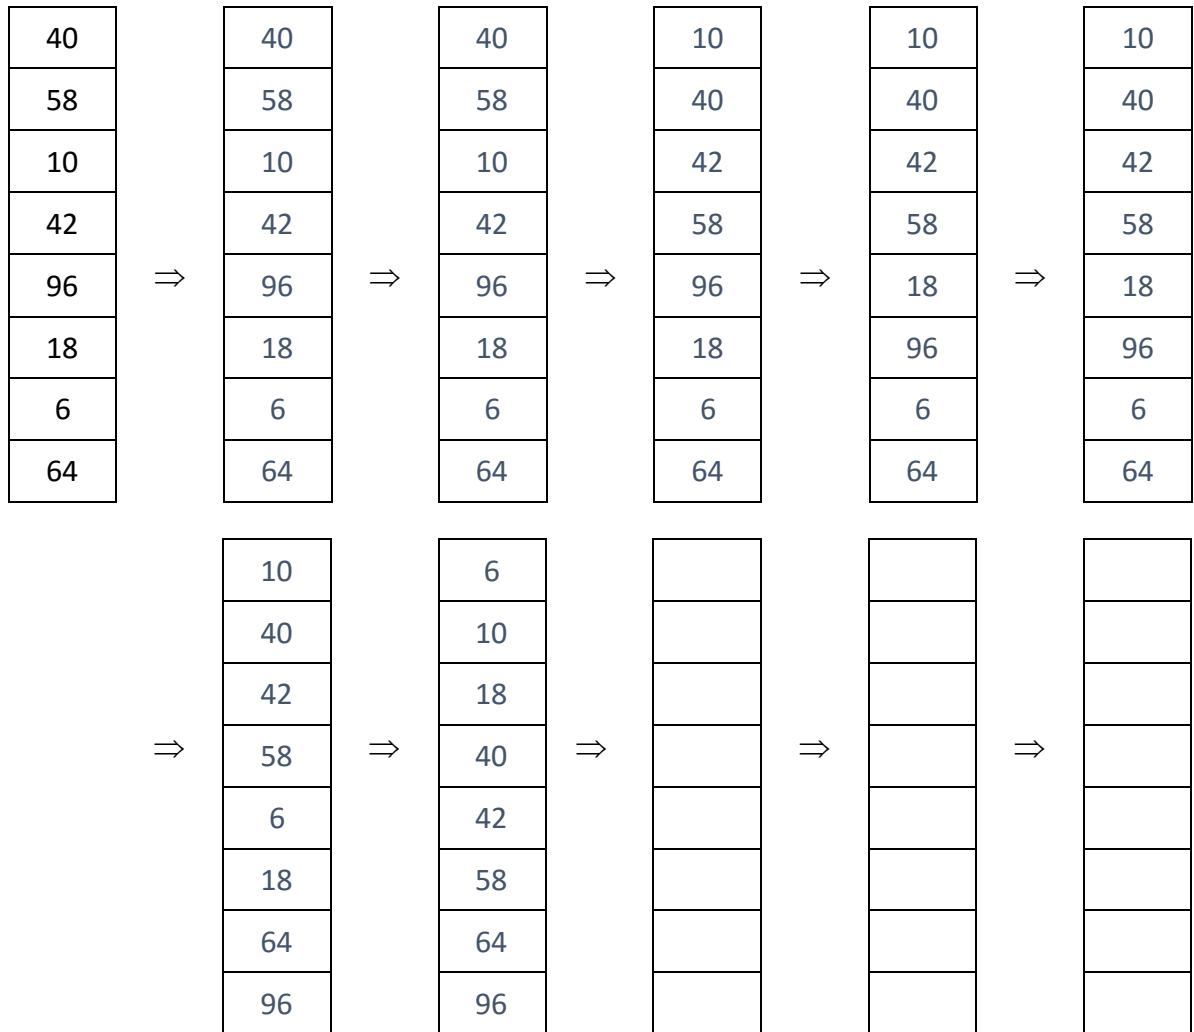 40 40 40 10 10 10
58 58 58 40 40 40
10 10 10 42 42 42
42 42 42 58 58 58
96 ⇒ 96 ⇒ 96 ⇒ 96 ⇒ 18 ⇒ 18
18 18 18 18 96 96
6 6 6 6 6 6
64 64 64 64 64 64
10 6
40 10
42 18
⇒ 58 ⇒ 40 ⇒ ⇒ ⇒
6 42
18 58
64 64
96 96